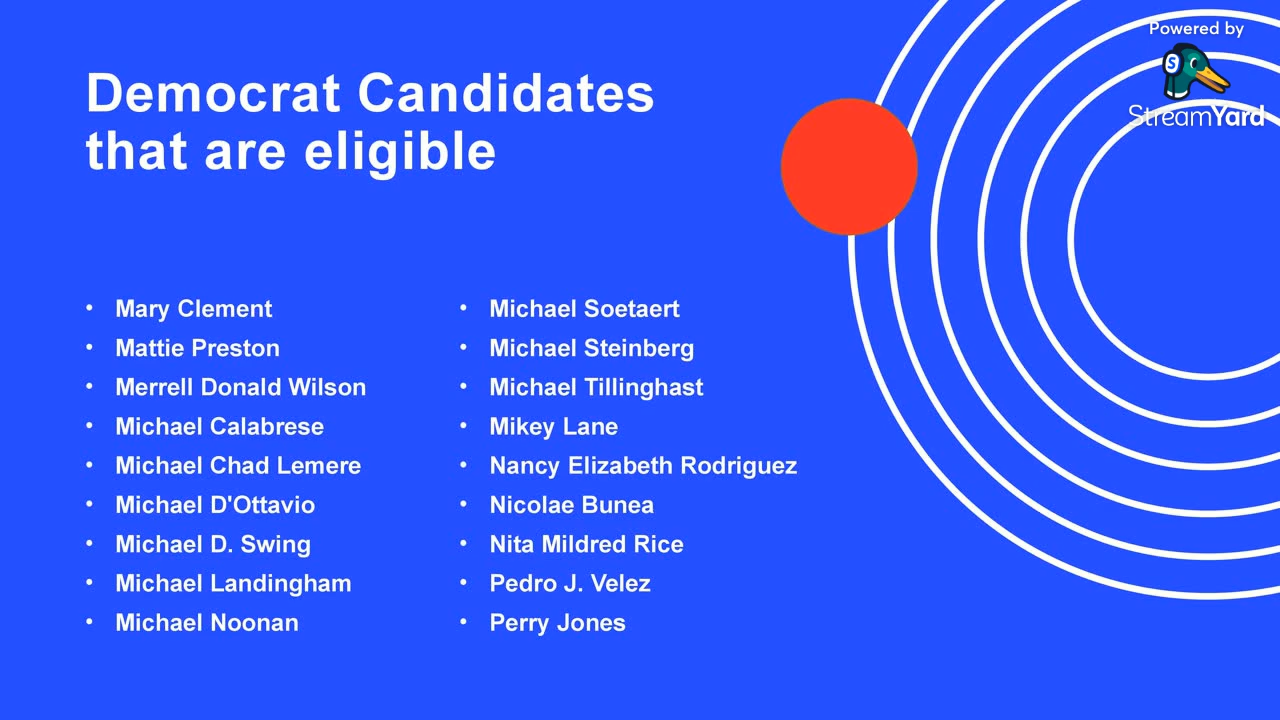 Powered by
StreamYard
Democrat Candidates
that are eligible
• Mary Clement
• Mattie Preston
• Merrell Donald Wilson
• Michael Calabrese
• Michael Chad Lemere
• Michael D'Ottavio
• Michael D. Swing
• Michael Landingham
• Michael Noonan
• Michael Soetaert
• Michael Steinberg
• Michael Tillinghast
• Mikey Lane
• Nancy Elizabeth Rodriguez
• Nicolae Bunea
• Nita Mildred Rice
• Pedro J. Velez
• Perry Jones